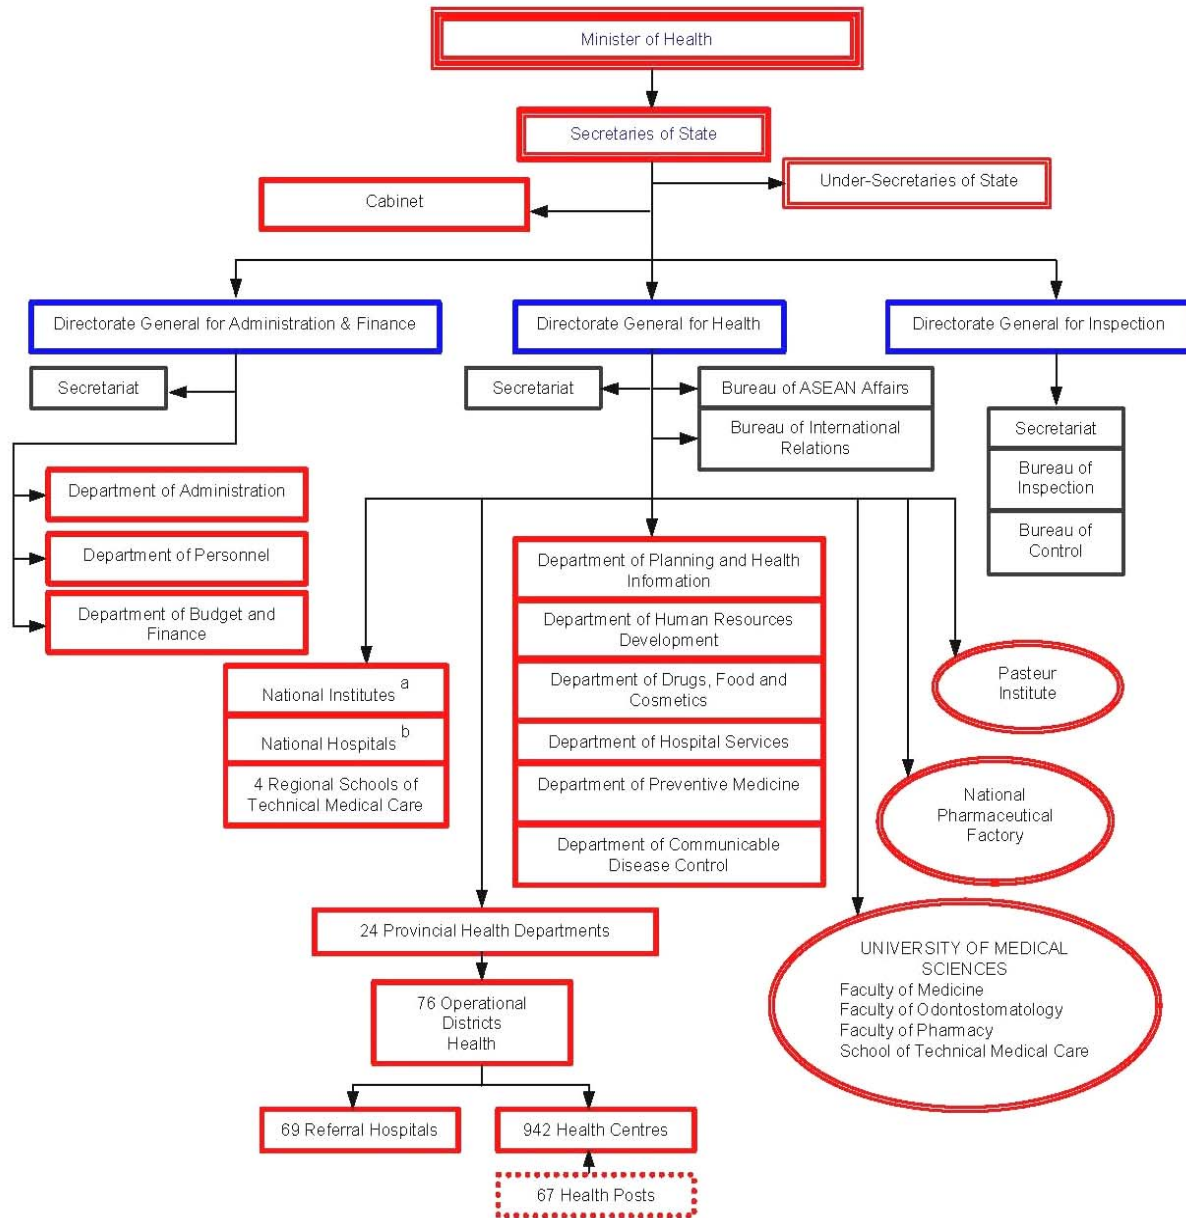 Minister of Health
Secretaries of State
Under-Secretaries of State
Cabinet
Directorate General for Administration & Finance
Directorate General for Health
Directorate General for Inspection
Secretariat
Secretariat
Bureau of ASEAN Affairs
Bureau of International
Relations
Secretariat
Bureau of
Inspection
Bureau of
Control
Department of Administration
Department of Personnel
Department of Budget and
Finance
National Institutes a
National Hospitals b
4 Regional Schools of
Technical Medical Care
Department of Planning and Health
Information
Department of Human Resources
Development
Department of Drugs, Food and
Cosmetics
Department of Hospital Services
Department of Preventive Medicine
Department of Communicable
Disease Control
Pasteur
Institute
National
Pharmaceutical
Factory
UNIVERSITY OF MEDICAL
SCIENCES
Faculty of Medicine
Faculty of Odontostomatology
Faculty of Pharmacy
School of Technical Medical Care
24 Provincial Health Departments
76 Operational
Districts
Health
69 Referral Hospitals
942 Health Centres
67 Health Posts